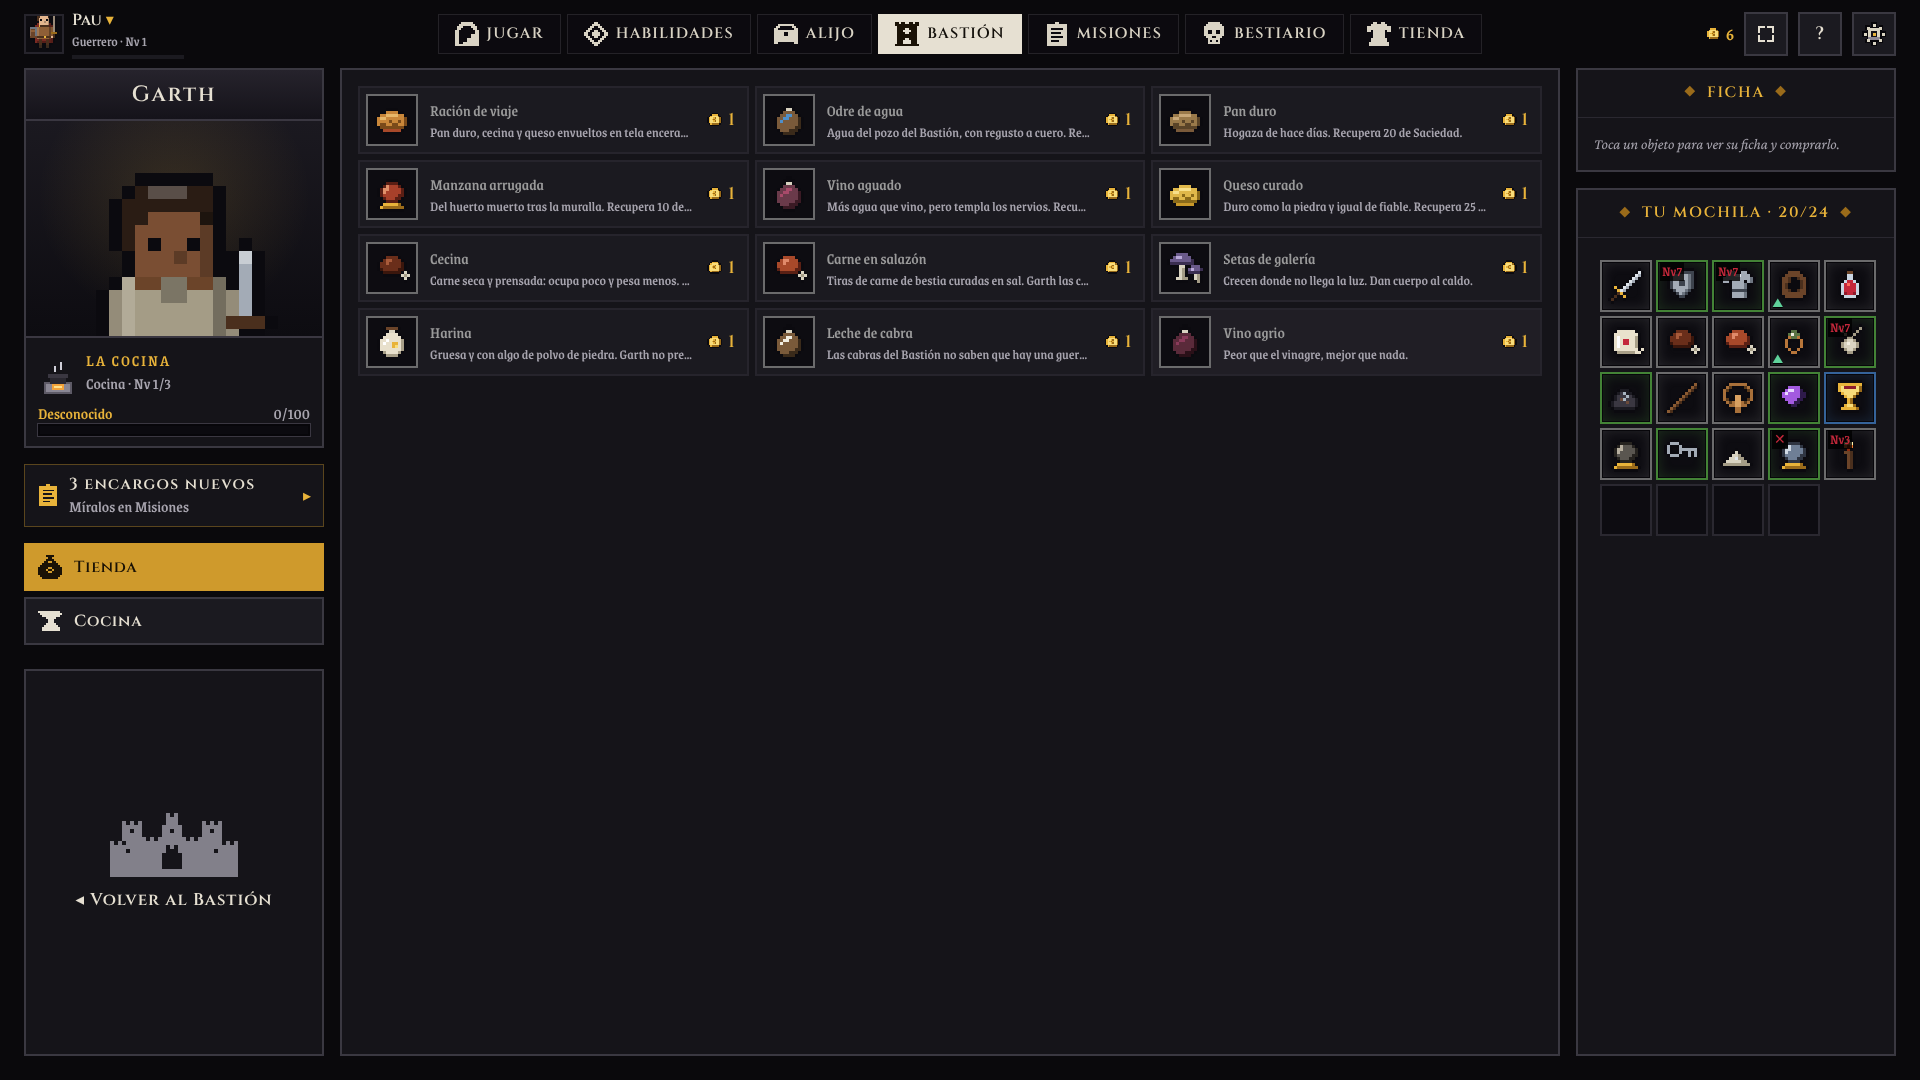 Pau ▾
Guerrero · Nv 1
JUGAR
HABILIDADES
ALIJO
BASTIÓN
MISIONES
BESTIARIO
TIENDA
6
?
GARTH
LA COCINA
Cocina · Nv 1/3
Desconocido 0/100
3 ENCARGOS NUEVOS
Míralos en Misiones
TIENDA
COCINA
◂ VOLVER AL BASTIÓN
Ración de viaje
Pan duro, cecina y queso envueltos en tela encera...
1
Odre de agua
Agua del pozo del Bastión, con regusto a cuero. Re...
1
Pan duro
Hogaza de hace días. Recupera 20 de Saciedad.
1
Manzana arrugada
Del huerto muerto tras la muralla. Recupera 10 de...
1
Vino aguado
Más agua que vino, pero templa los nervios. Recu...
1
Queso curado
Duro como la piedra y igual de fiable. Recupera 25 ...
1
Cecina
Carne seca y prensada: ocupa poco y pesa menos. ...
1
Carne en salazón
Tiras de carne de bestia curadas en sal. Garth las c...
1
Setas de galería
Crecen donde no llega la luz. Dan cuerpo al caldo.
1
Harina
Gruesa y con algo de polvo de piedra. Garth no pre...
1
Leche de cabra
Las cabras del Bastión no saben que hay una guer...
1
Vino agrio
Peor que el vinagre, mejor que nada.
1
FICHA
Toca un objeto para ver su ficha y comprarlo.
TU MOCHILA · 20/24
Nv7
Nv7
Nv7
Nv3